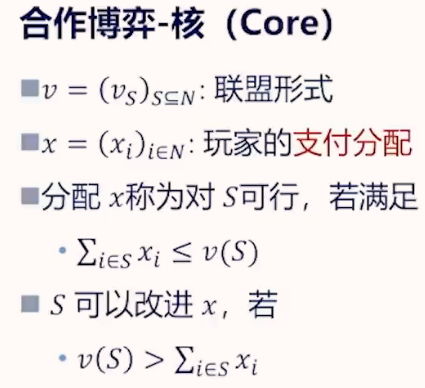 合作博弈-核（Core）
■v = (v_S)_{S⊆N}: 联盟形式
■x = (x_i)_{i∈N}: 玩家的支付分配
■分配 x称为对 S可行，若满足
• ∑_{i∈S} x_i ≤ v(S)
■ S 可以改进 x，若
• v(S) > ∑_{i∈S} x_i